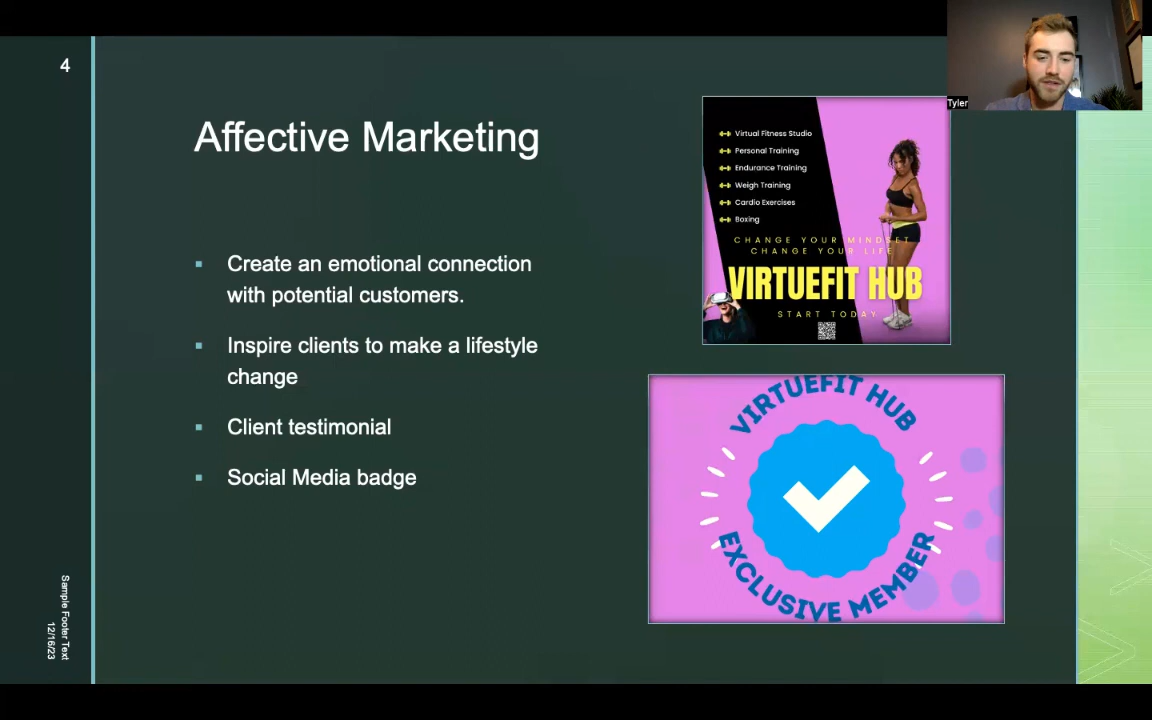 4
Tyler
Affective Marketing
Create an emotional connection
with potential customers.
Inspire clients to make a lifestyle
change
Client testimonial
Social Media badge
Virtual Fitness Studio
Personal Training
Endurance Training
Weigh Training
Cardio Exercises
Boxing
CHANGE YOUR MINDSET
CHANGE YOUR LIFE
VIRTUEFIT HUB
START TODAY
VIRTUEFIT HUB
EXCLUSIVE MEMBER
Sample Footer Text
12/16/23